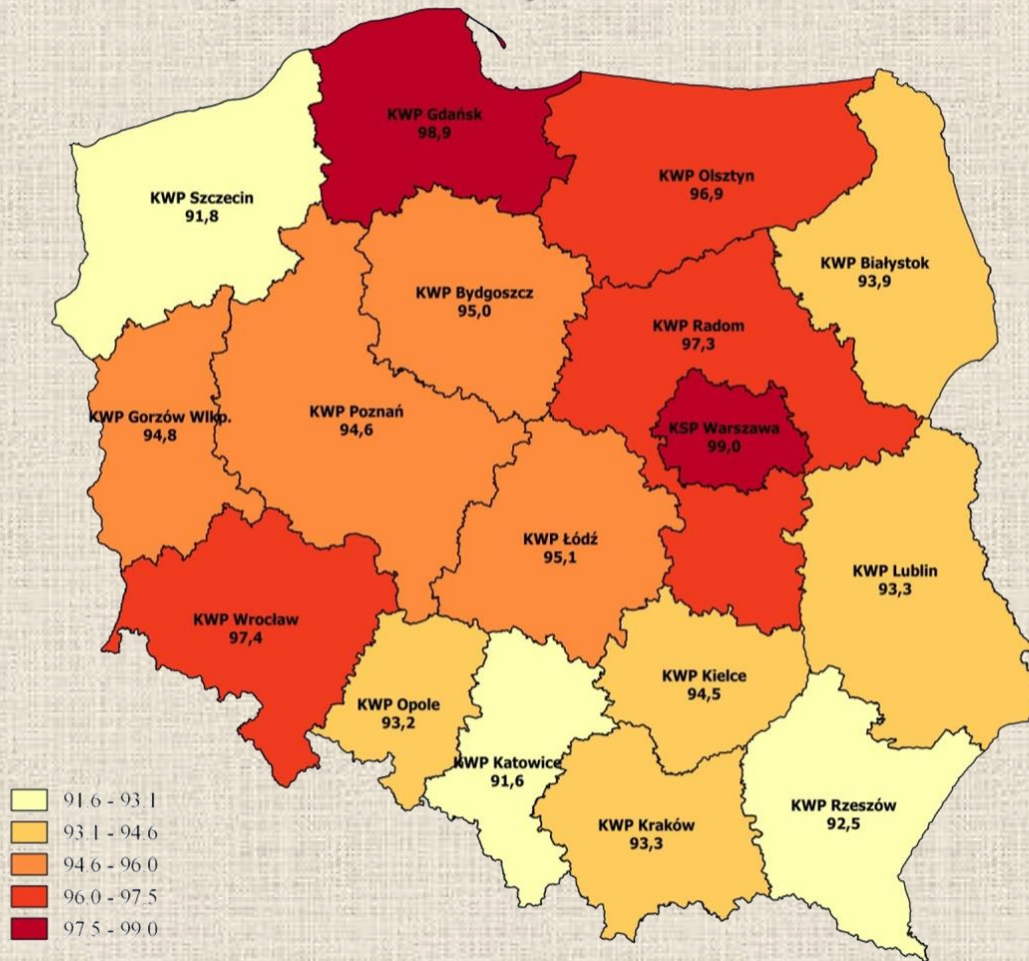 KWP Gdańsk
98,9
KWP Olsztyn
96,9
KWP Szczecin
91,8
KWP Białystok
93,9
KWP Bydgoszcz
95,0
KWP Radom
97,3
KWP Gorzów Wlkp.
94,8
KWP Poznań
94,6
KSP Warszawa
99,0
KWP Łódź
95,1
KWP Lublin
93,3
KWP Wrocław
97,4
KWP Kielce
94,5
KWP Opole
93,2
KWP Katowice
91,6
KWP Rzeszów
92,5
KWP Kraków
93,3
91.6 - 93.1
93.1 - 94.6
94.6 - 96.0
96.0 - 97.5
97.5 - 99.0